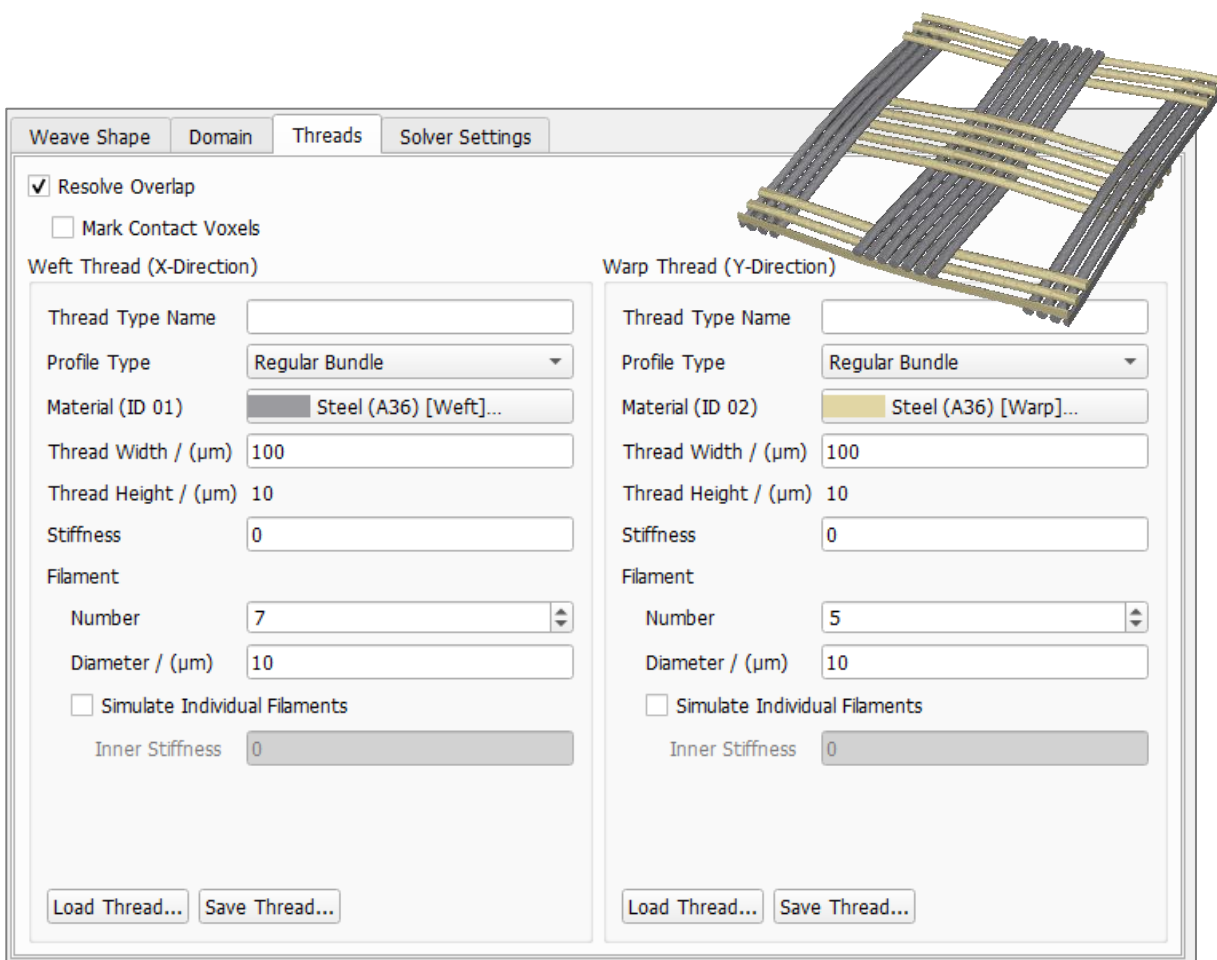 Weave Shape Domain Threads Solver Settings
Resolve Overlap
Mark Contact Voxels
Weft Thread (X-Direction)
Thread Type Name
Profile Type Regular Bundle
Material (ID 01) Steel (A36) [Weft]...
Thread Width / (µm) 100
Thread Height / (µm) 10
Stiffness 0
Filament
Number 7
Diameter / (µm) 10
Simulate Individual Filaments
Inner Stiffness 0
Load Thread... Save Thread...
Warp Thread (Y-Direction)
Thread Type Name
Profile Type Regular Bundle
Material (ID 02) Steel (A36) [Warp]...
Thread Width / (µm) 100
Thread Height / (µm) 10
Stiffness 0
Filament
Number 5
Diameter / (µm) 10
Simulate Individual Filaments
Inner Stiffness 0
Load Thread... Save Thread...